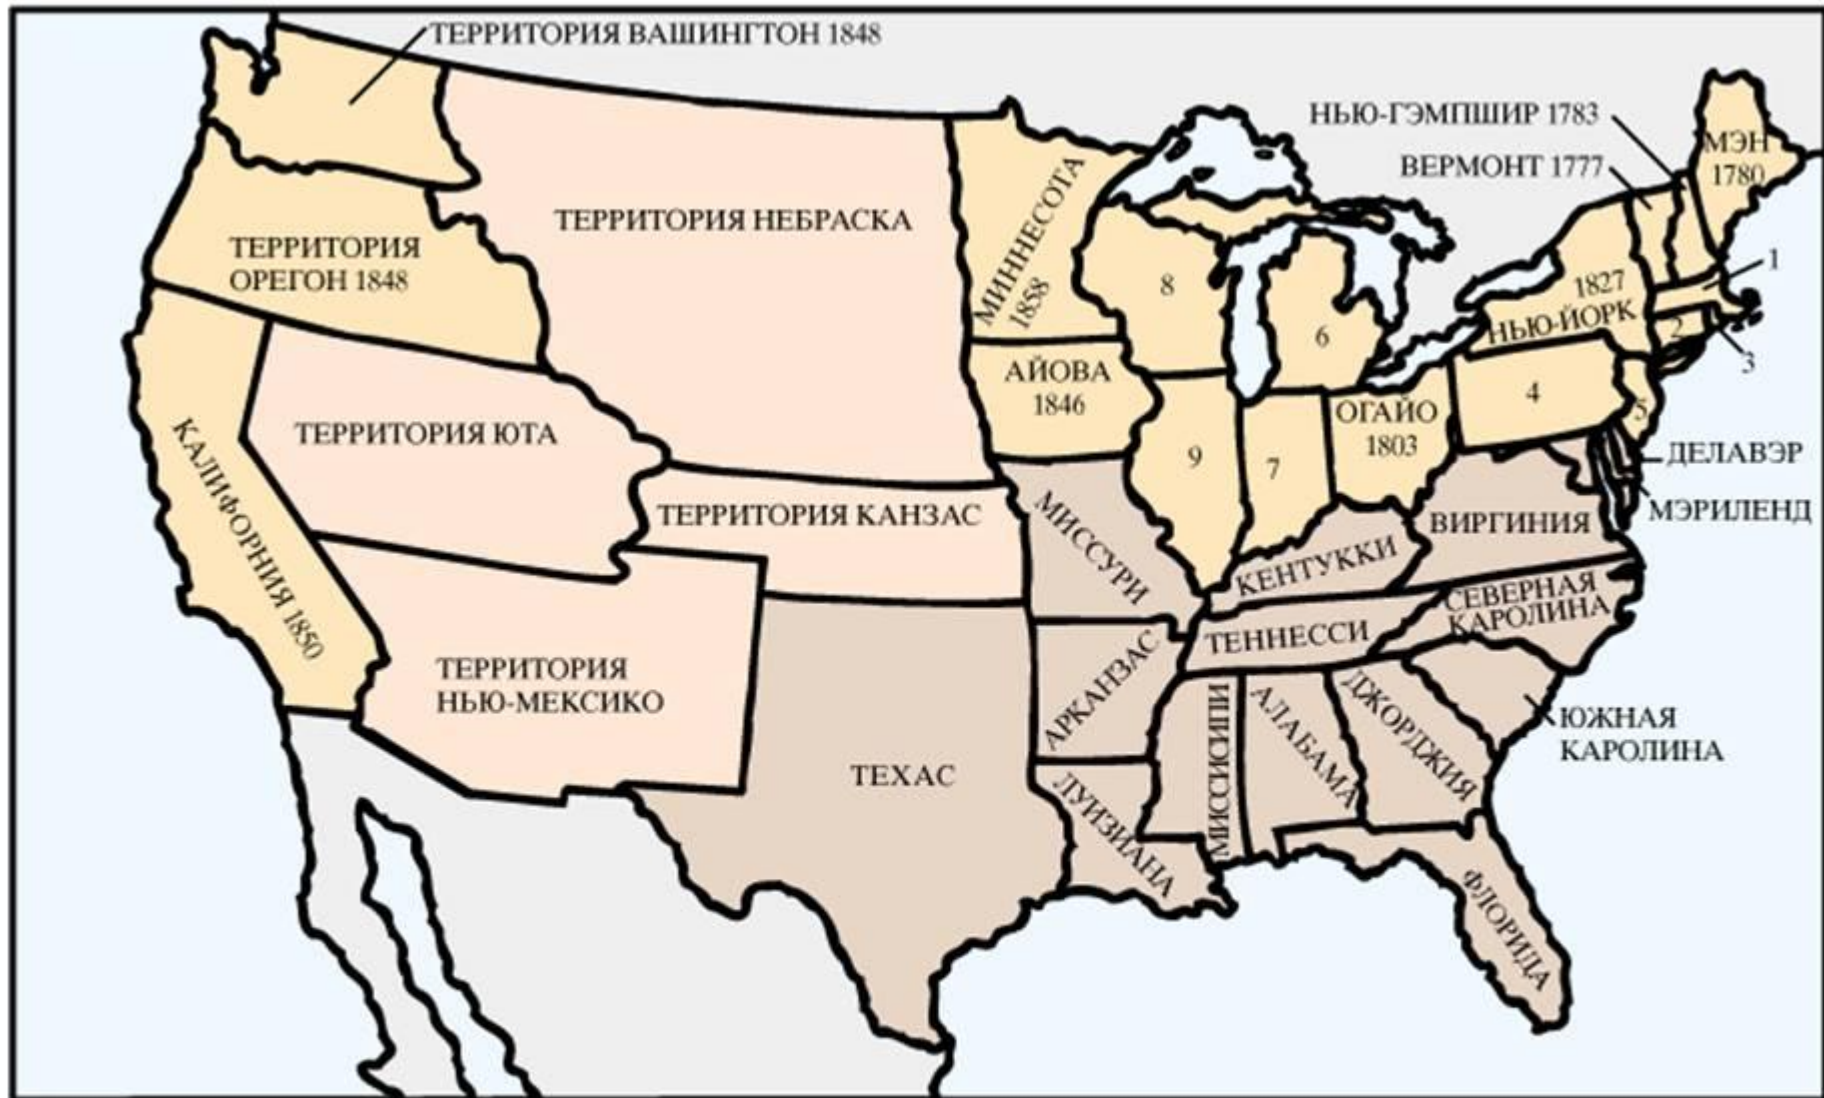 ТЕРРИТОРИЯ ВАШИНГТОН 1848
НЬЮ-ГЭМПШИР 1783
ВЕРМОНТ 1777
МЭН
1780
ТЕРРИТОРИЯ НЕБРАСКА
ТЕРРИТОРИЯ
ОРЕГОН 1848
МИННЕСОТА
1858
8
6
1827
НЬЮ-ЙОРК
1
2
3
АЙОВА
1846
ОГАЙО
1803
4
5
9
7
ТЕРРИТОРИЯ ЮТА
КАЛИФОРНИЯ 1850
ДЕЛАВЭР
МЭРИЛЕНД
ТЕРРИТОРИЯ КАНЗАС
МИССУРИ
КЕНТУККИ
ВИРГИНИЯ
СЕВЕРНАЯ
КАРОЛИНА
ТЕННЕССИ
ТЕРРИТОРИЯ
НЬЮ-МЕКСИКО
АРКАНЗАС
МИССИСИПИ
АЛАБАМА
ДЖОРДЖИЯ
ЮЖНАЯ
КАРОЛИНА
ТЕХАС
ЛУИЗИАНА
ФЛОРИДА